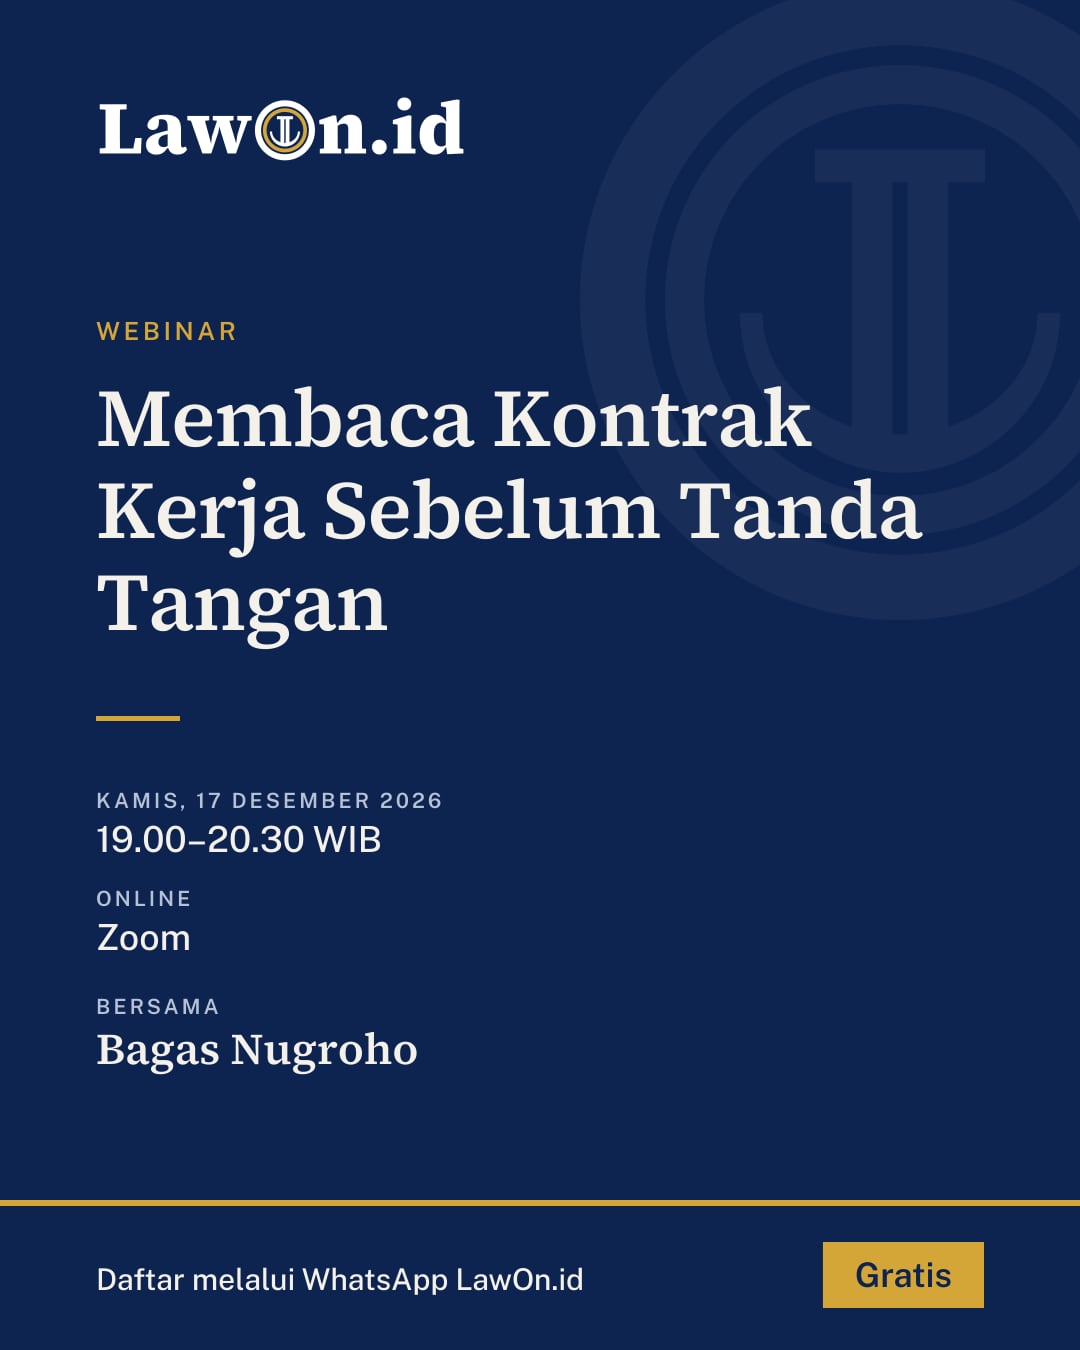 LawOn.id
WEBINAR
Membaca Kontrak
Kerja Sebelum Tanda
Tangan
KAMIS, 17 DESEMBER 2026
19.00–20.30 WIB
ONLINE
Zoom
BERSAMA
Bagas Nugroho
Daftar melalui WhatsApp LawOn.id
Gratis